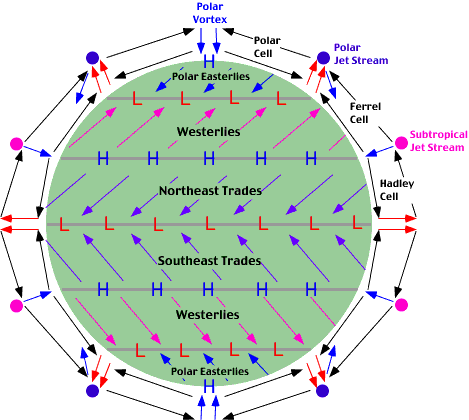 Polar
Vortex
Polar
Cell
Polar
Jet Stream
H
Polar Easterlies
L L L L
Ferrel
Cell
Westerlies
Subtropical
Jet Stream
H H H H H
Hadley
Cell
Northeast Trades
L L L L L L L
Southeast Trades
H H H H H
Westerlies
L L L L
Polar Easterlies
H